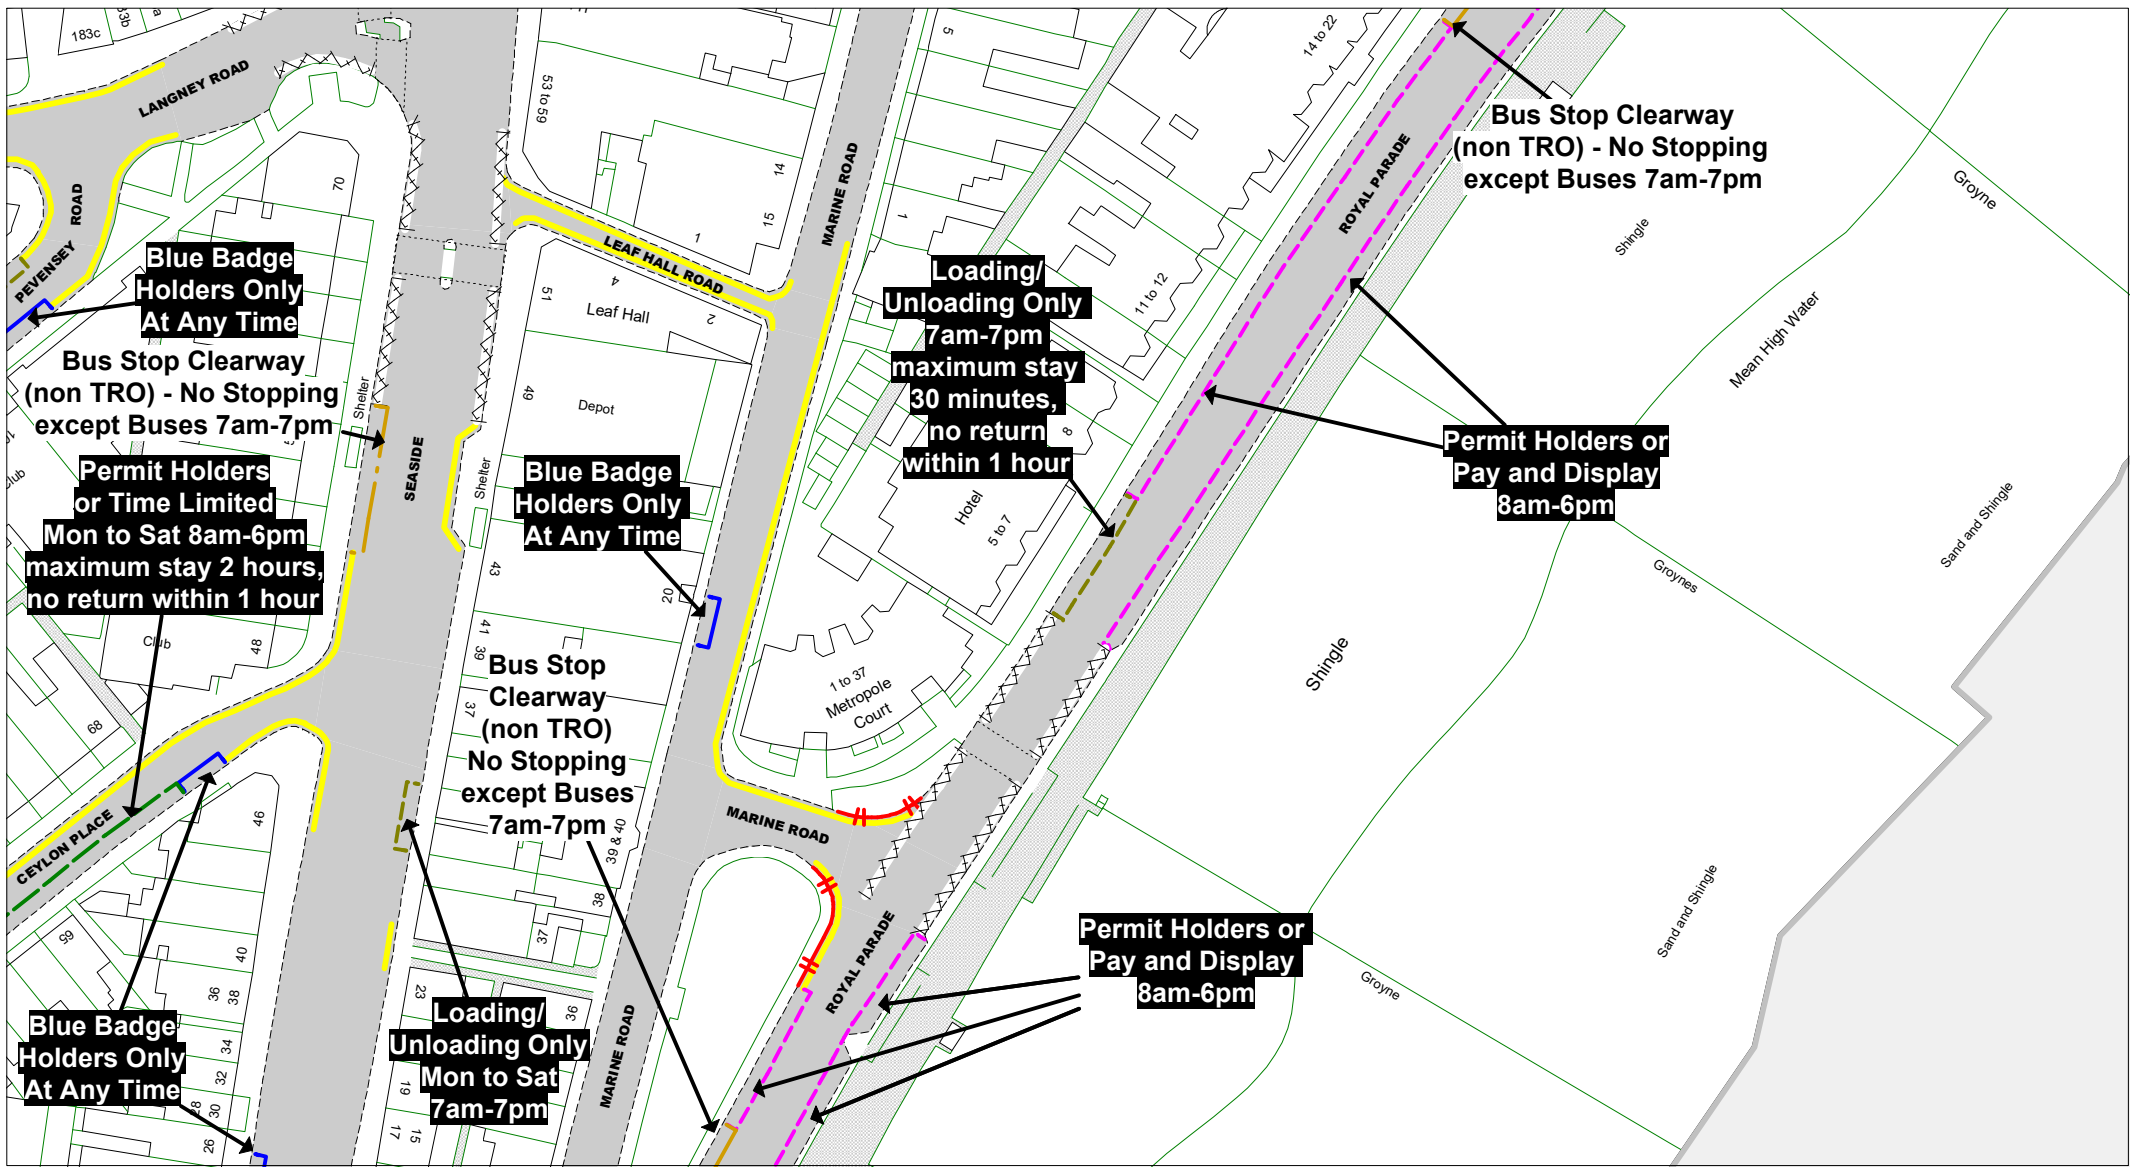 183c
33b
a
LANGNEY ROAD
53 to 59
5
14 to 22
Bus Stop Clearway
(non TRO) - No Stopping
except Buses 7am-7pm
ROYAL PARADE
Groyne
Shingle
70
14
15
1
MARINE ROAD
1
PEVENSEY ROAD
Blue Badge
Holders Only
At Any Time
LEAF HALL ROAD
51
4
Leaf Hall
2
Loading/
Unloading Only
7am-7pm
maximum stay
30 minutes,
no return
within 1 hour
11 to 12
Mean High Water
Bus Stop Clearway
(non TRO) - No Stopping
except Buses 7am-7pm
Shelter
49
Depot
8
Permit Holders or
Pay and Display
8am-6pm
SEASIDE
Shelter
Club
Permit Holders
or Time Limited
Mon to Sat 8am-6pm
maximum stay 2 hours,
no return within 1 hour
Blue Badge
Holders Only
At Any Time
Hotel
5 to 7
Sand and Shingle
Groynes
43
20
41
39
Club
48
Shingle
Bus Stop
Clearway
(non TRO)
No Stopping
except Buses
7am-7pm
37
1 to 37
Metropole
Court
68
46
CEYLON PLACE
MARINE ROAD
39 & 40
38
37
65
40
38
36
34
32
30
28
26
ROYAL PARADE
Permit Holders or
Pay and Display
8am-6pm
Sand and Shingle
Groyne
23
36
Blue Badge
Holders Only
At Any Time
Loading/
Unloading Only
Mon to Sat
7am-7pm
MARINE ROAD
19
17
15